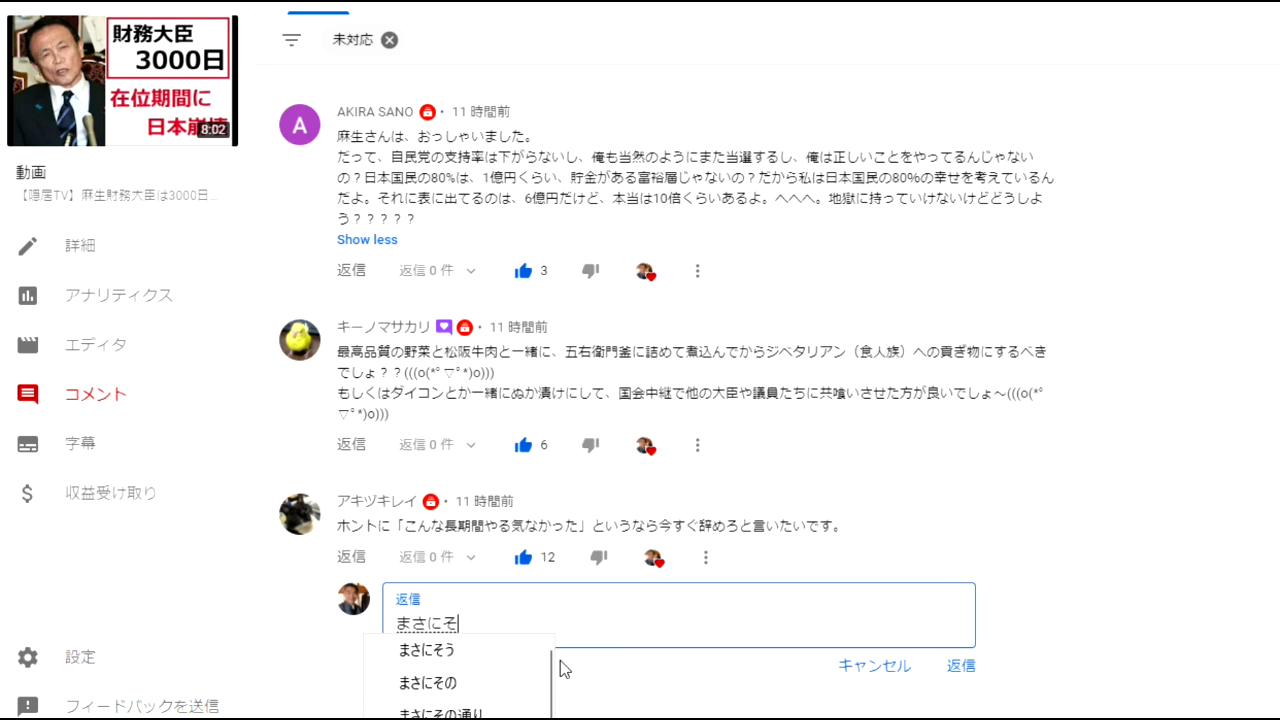 財務大臣
3000日
在位期間に
日本崩壊
8:02
動画
【隠居TV】麻生財務大臣は3000日...
詳細
アナリティクス
エディタ
コメント
字幕
収益受け取り
設定
フィードバックを送信
未対応
A
AKIRA SANO ・ 11 時間前
麻生さんは、おっしゃいました。
だって、自民党の支持率は下がらないし、俺も当然のようにまた当選するし、俺は正しいことをやってるんじゃない
の？日本国民の80%は、1億円くらい、貯金がある富裕層じゃないの？だから私は日本国民の80%の幸せを考えているん
だよ。それに表に出てるのは、6億円だけど、本当は10倍くらいあるよ。へへへ。地獄に持っていけないけどどうしよ
う？？？？？
Show less
返信 返信 0 件 3
キーノマサカリ ・ 11 時間前
最高品質の野菜と松阪牛肉と一緒に、五右衛門釜に詰めて煮込んでからジベタリアン（食人族）への貢ぎ物にするべき
でしょ？？(((o(*ﾟ▽ﾟ*)o)))
もしくはダイコンとか一緒にぬか漬けにして、国会中継で他の大臣や議員たちに共喰いさせた方が良いでしょ〜(((o(*ﾟ
▽ﾟ*)o)))
返信 返信 0 件 6
アキヅキレイ ・ 11 時間前
ホントに「こんな長期間やる気なかった」というなら今すぐ辞めろと言いたいです。
返信 返信 0 件 12
返信
まさにそ
まさにそう
まさにその
まさにその通り
キャンセル 返信